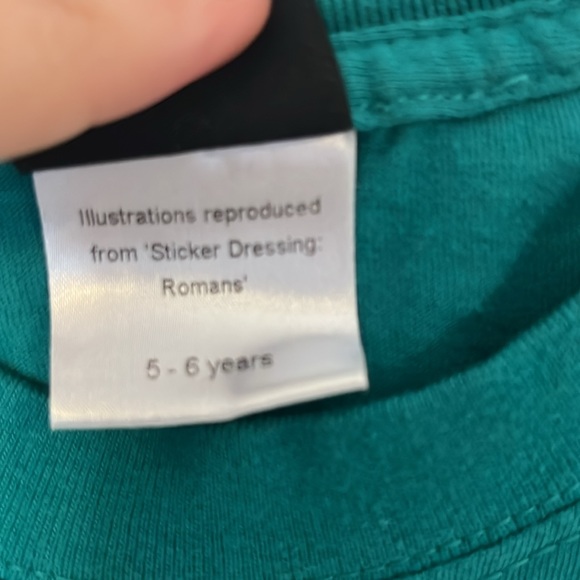 Illustrations reproduced
from 'Sticker Dressing:
Romans'
5 - 6 years